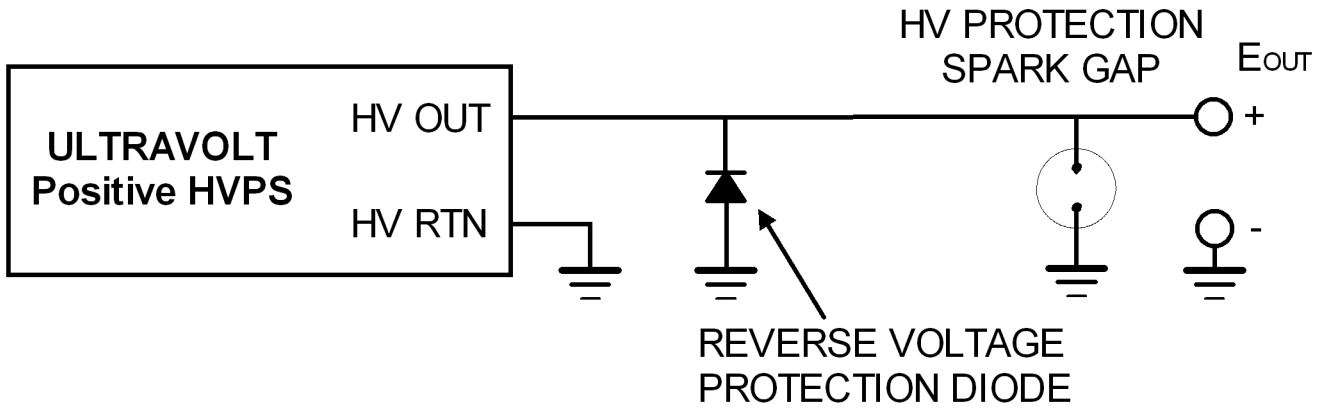 HV PROTECTION
SPARK GAP
EOUT
HV OUT
+
ULTRAVOLT
Positive HVPS
HV RTN
-
REVERSE VOLTAGE
PROTECTION DIODE